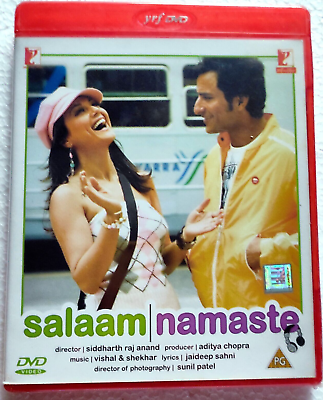 yrf DVD
salaam|namaste
director | siddharth raj anand producer | aditya chopra
music | vishal & shekhar lyrics | jaideep sahni
director of photography | sunil patel
DVD
VIDEO
PG